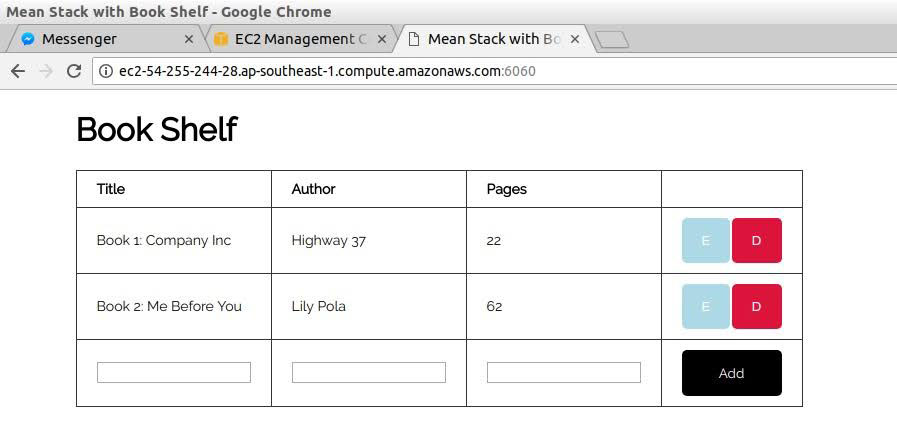 Mean Stack with Book Shelf - Google Chrome
Messenger EC2 Management C Mean Stack with Bo
ec2-54-255-244-28.ap-southeast-1.compute.amazonaws.com:6060
Book Shelf
Title Author Pages
Book 1: Company Inc Highway 37 22 E D
Book 2: Me Before You Lily Pola 62 E D
Add